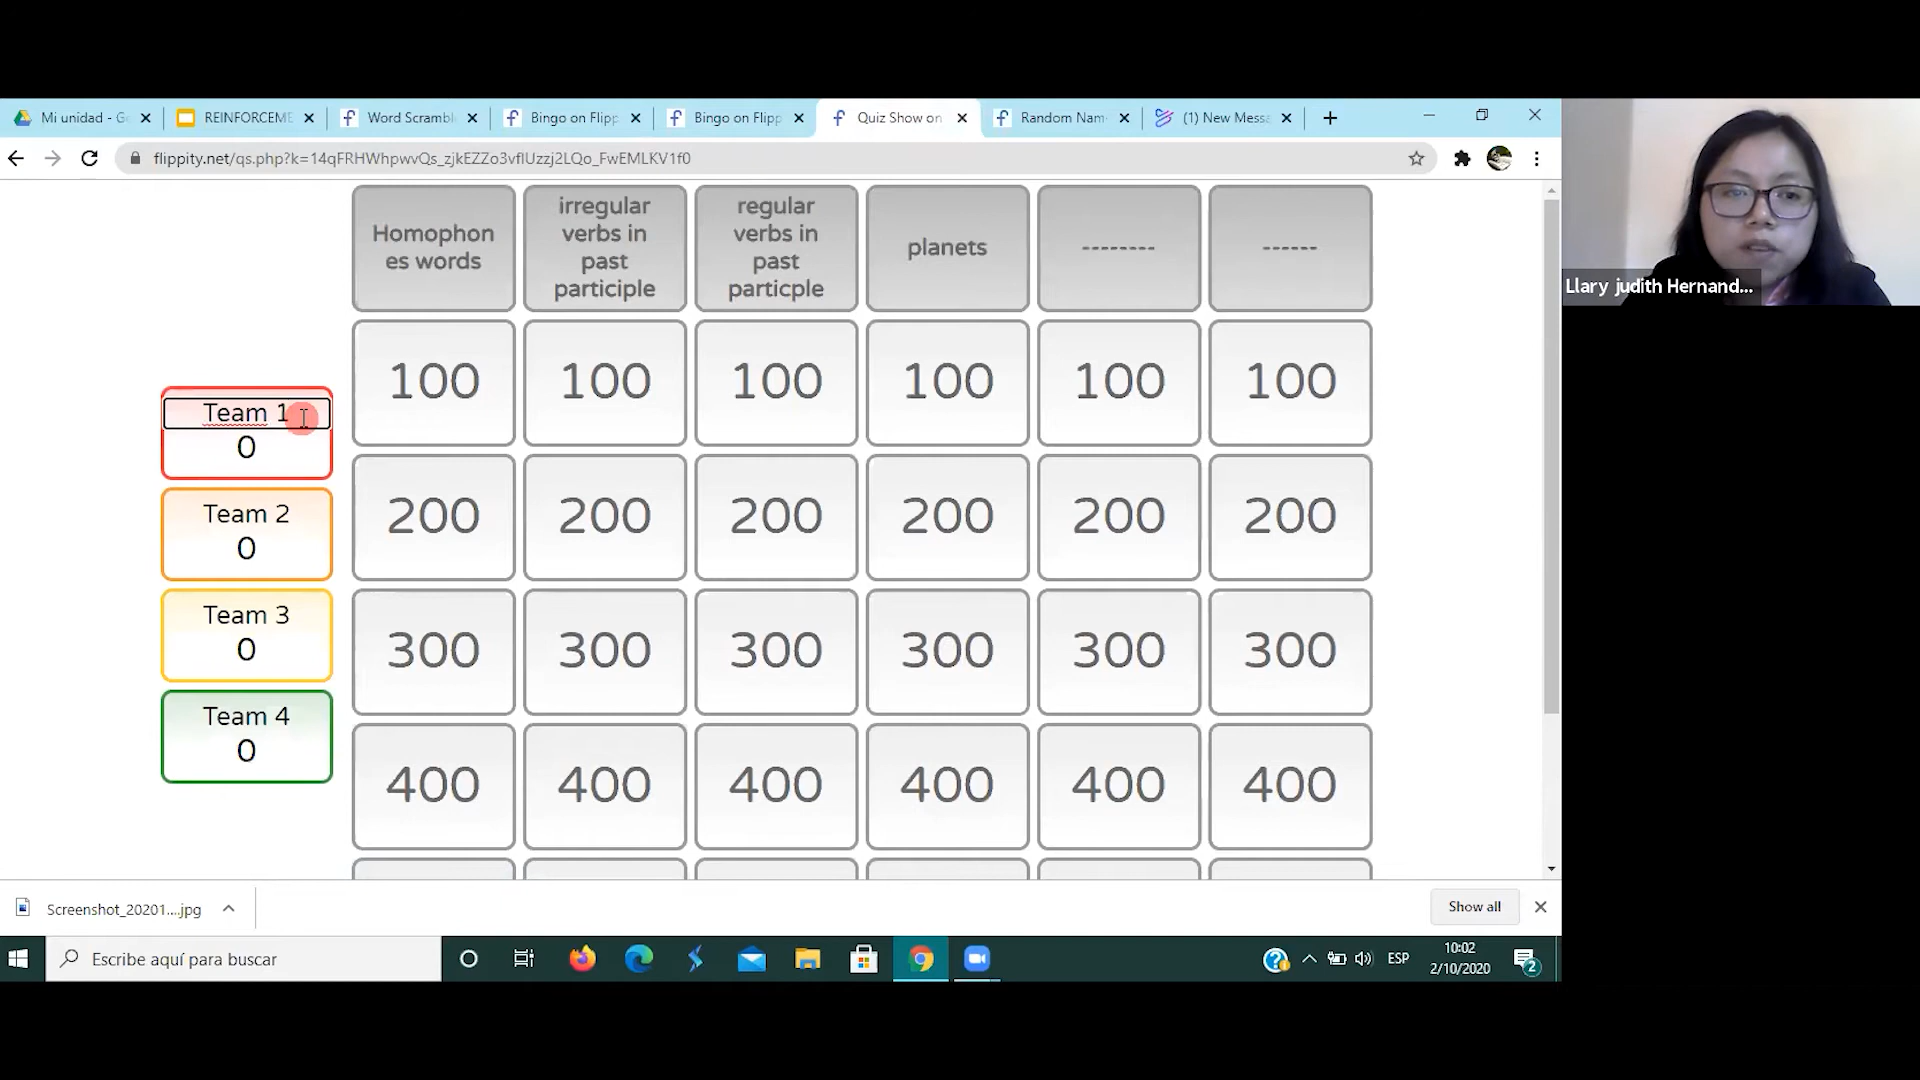 Mi unidad - G
REINFORCEME
Word Scrambl
Bingo on Flipp
Bingo on Flipp
Quiz Show on
Random Nam
(1) New Messa
flippity.net/qs.php?k=14qFRHWhpwvQs_zjkEZZo3vflUzzj2LQo_FwEMLKV1f0
Homophon
es words
irregular
verbs in
past
participle
regular
verbs in
past
particple
planets
--------
------
100 100 100 100 100 100
200 200 200 200 200 200
300 300 300 300 300 300
400 400 400 400 400 400
Team 1
0
Team 2
0
Team 3
0
Team 4
0
Llary judith Hernand...
Screenshot_20201....jpg
Show all
Escribe aquí para buscar
ESP
10:02
2/10/2020
2